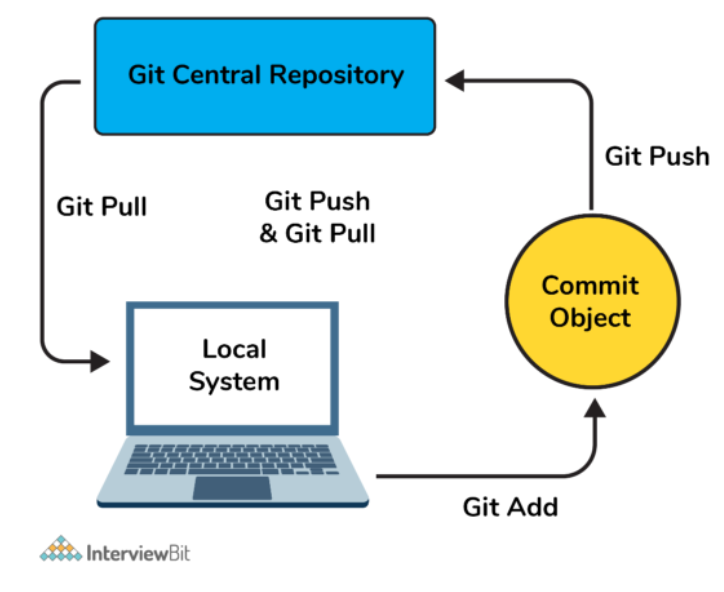 Git Central Repository
Git Push
Git Pull
Git Push
& Git Pull
Commit
Object
Local
System
Git Add
InterviewBit